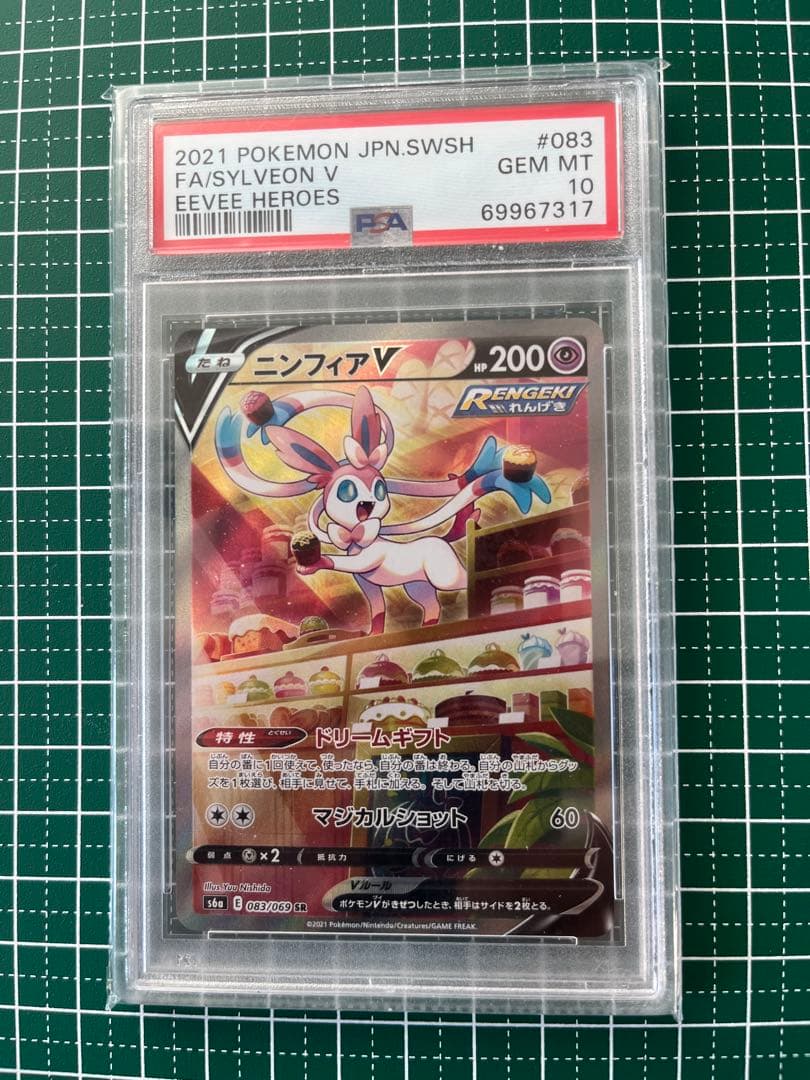 2021 POKEMON JPN.SWSH #083
FA/SYLVEON V GEM MT
EEVEE HEROES 10
PSA 69967317
たね ニンフィアV HP 200
RENGEKI
れんげき
特性 とくせい ドリームギフト
自分の番に1回使えて、使ったなら、自分の番は終わる。自分の山札からグッ
ズを1枚選び、相手に見せて、手札に加える。そして山札を切る。
マジカルショット 60
弱点 ×2 抵抗力 にげる
Vルール
ポケモンVがきぜつしたとき、相手はサイドを2枚とる。
Illus. You Nishida
s6a E 083/069 SR
©2021 Pokémon/Nintendo/Creatures/GAME FREAK.